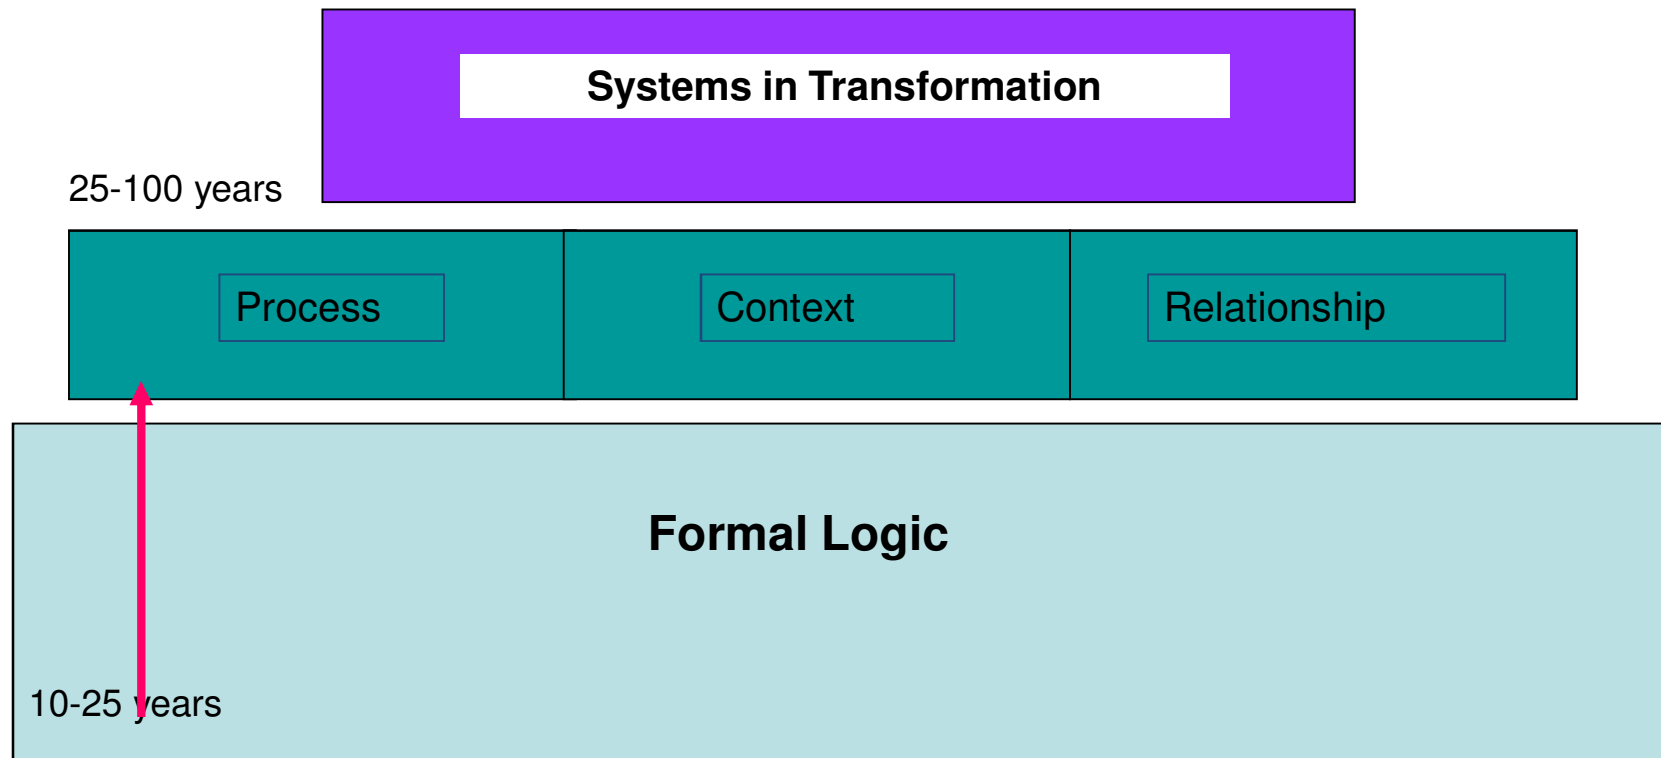 Systems in Transformation
25-100 years
Process
Context
Relationship
Formal Logic
10-25 years